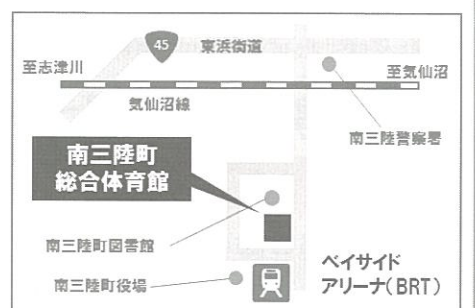 45
東浜街道
至志津川
至気仙沼
気仙沼線
南三陸警察署
南三陸町
総合体育館
南三陸町図書館
ベイサイド
アリーナ(BRT)
南三陸町役場